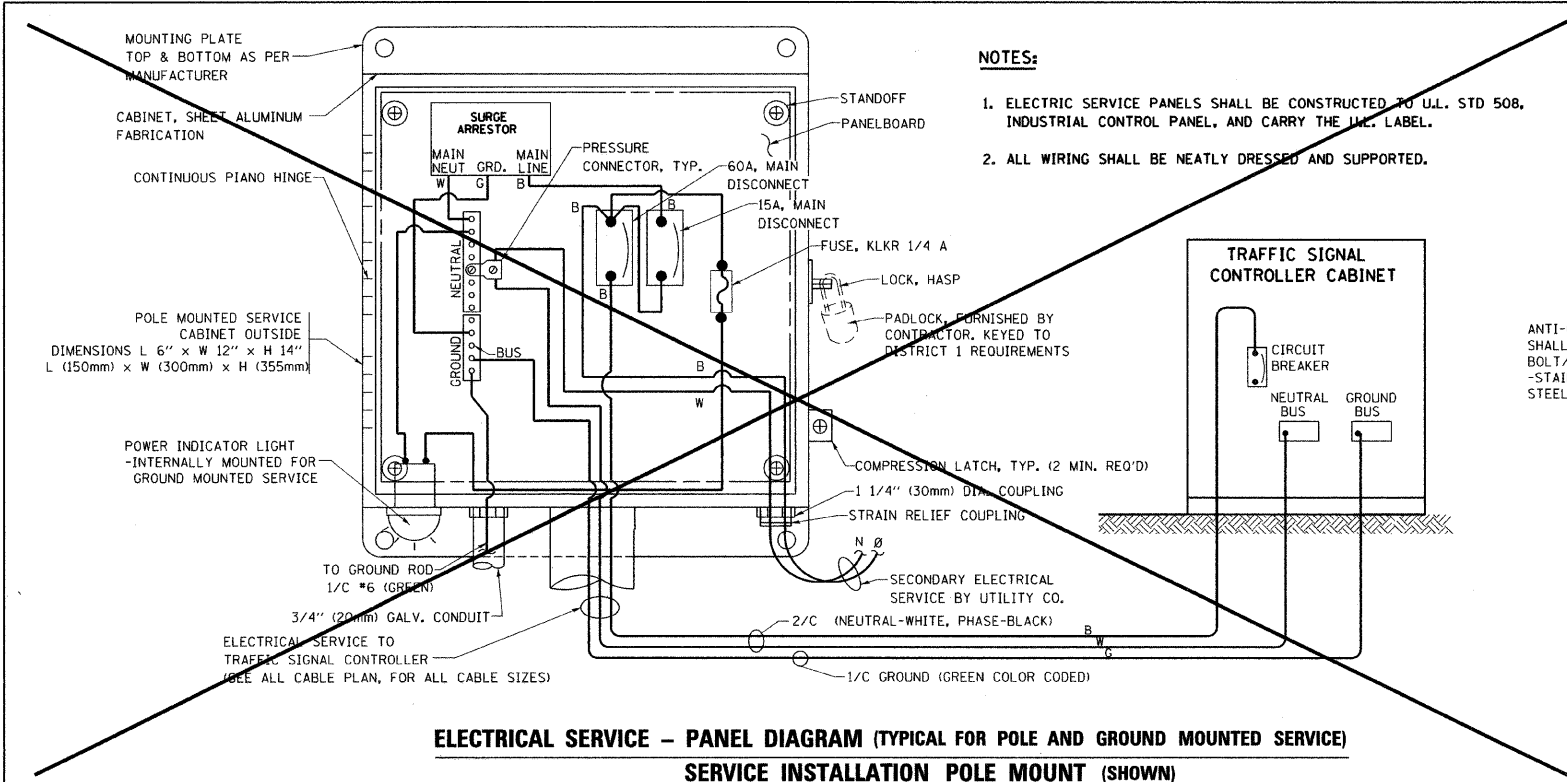 MOUNTING PLATE
TOP & BOTTOM AS PER
MANUFACTURER
CABINET, SHEET ALUMINUM
FABRICATION
CONTINUOUS PIANO HINGE
POLE MOUNTED SERVICE
CABINET OUTSIDE
DIMENSIONS L 6" x W 12" x H 14"
L (150mm) x W (300mm) x H (355mm)
POWER INDICATOR LIGHT
-INTERNALLY MOUNTED FOR
GROUND MOUNTED SERVICE
SURGE
ARRESTOR
MAIN
NEUT
GRD.
MAIN
LINE
W
G
B
NEUTRAL
GROUND
BUS
PRESSURE
CONNECTOR, TYP.
STANDOFF
PANELBOARD
60A, MAIN
DISCONNECT
15A, MAIN
DISCONNECT
B
B
B
FUSE, KLKR 1/4 A
LOCK, HASP
PADLOCK, FURNISHED BY
CONTRACTOR. KEYED TO
DISTRICT 1 REQUIREMENTS
B
W
COMPRESSION LATCH, TYP. (2 MIN. REQ'D)
1 1/4" (30mm) DIA. COUPLING
STRAIN RELIEF COUPLING
N Ø
SECONDARY ELECTRICAL
SERVICE BY UTILITY CO.
TO GROUND ROD
1/C #6 (GREEN)
3/4" (20mm) GALV. CONDUIT
ELECTRICAL SERVICE TO
TRAFFIC SIGNAL CONTROLLER
(SEE ALL CABLE PLAN, FOR ALL CABLE SIZES)
2/C (NEUTRAL-WHITE, PHASE-BLACK)
B
W
G
1/C GROUND (GREEN COLOR CODED)
NOTES:
1. ELECTRIC SERVICE PANELS SHALL BE CONSTRUCTED TO U.L. STD 508,
INDUSTRIAL CONTROL PANEL, AND CARRY THE U.L. LABEL.
2. ALL WIRING SHALL BE NEATLY DRESSED AND SUPPORTED.
TRAFFIC SIGNAL
CONTROLLER CABINET
CIRCUIT
BREAKER
NEUTRAL
BUS
GROUND
BUS
ANTI-
SHALL
BOLT/
-STAI
STEEL
ELECTRICAL SERVICE – PANEL DIAGRAM (TYPICAL FOR POLE AND GROUND MOUNTED SERVICE)
SERVICE INSTALLATION POLE MOUNT (SHOWN)